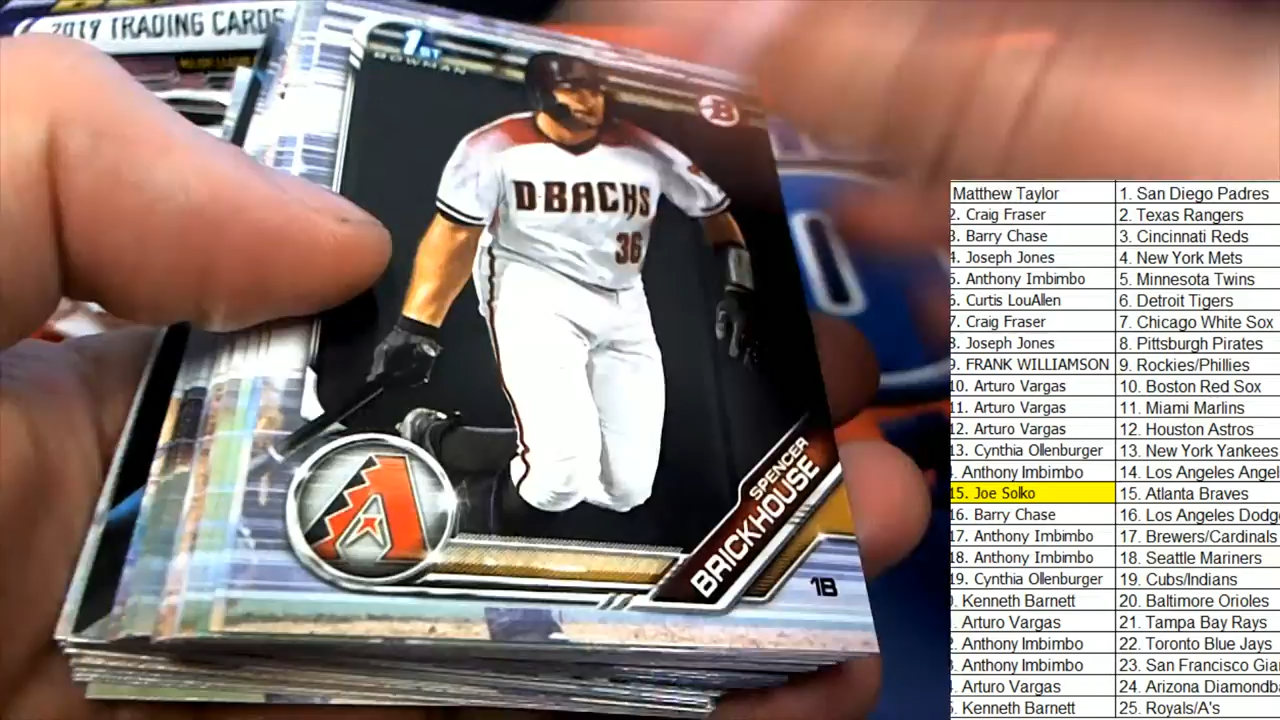 2019 TRADING CARDS
1ST
BOWMAN
B
D·BACHS
36
SPENCER
BRICKHOUSE
1B
Matthew Taylor 1. San Diego Padres
2. Craig Fraser 2. Texas Rangers
3. Barry Chase 3. Cincinnati Reds
4. Joseph Jones 4. New York Mets
5. Anthony Imbimbo 5. Minnesota Twins
6. Curtis LouAllen 6. Detroit Tigers
7. Craig Fraser 7. Chicago White Sox
8. Joseph Jones 8. Pittsburgh Pirates
9. FRANK WILLIAMSON 9. Rockies/Phillies
10. Arturo Vargas 10. Boston Red Sox
11. Arturo Vargas 11. Miami Marlins
12. Arturo Vargas 12. Houston Astros
13. Cynthia Ollenburger 13. New York Yankees
. Anthony Imbimbo 14. Los Angeles Angel
15. Joe Solko 15. Atlanta Braves
16. Barry Chase 16. Los Angeles Dodge
17. Anthony Imbimbo 17. Brewers/Cardinals
18. Anthony Imbimbo 18. Seattle Mariners
19. Cynthia Ollenburger 19. Cubs/Indians
. Kenneth Barnett 20. Baltimore Orioles
. Arturo Vargas 21. Tampa Bay Rays
. Anthony Imbimbo 22. Toronto Blue Jays
. Anthony Imbimbo 23. San Francisco Gia
. Arturo Vargas 24. Arizona Diamondba
. Kenneth Barnett 25. Royals/A's